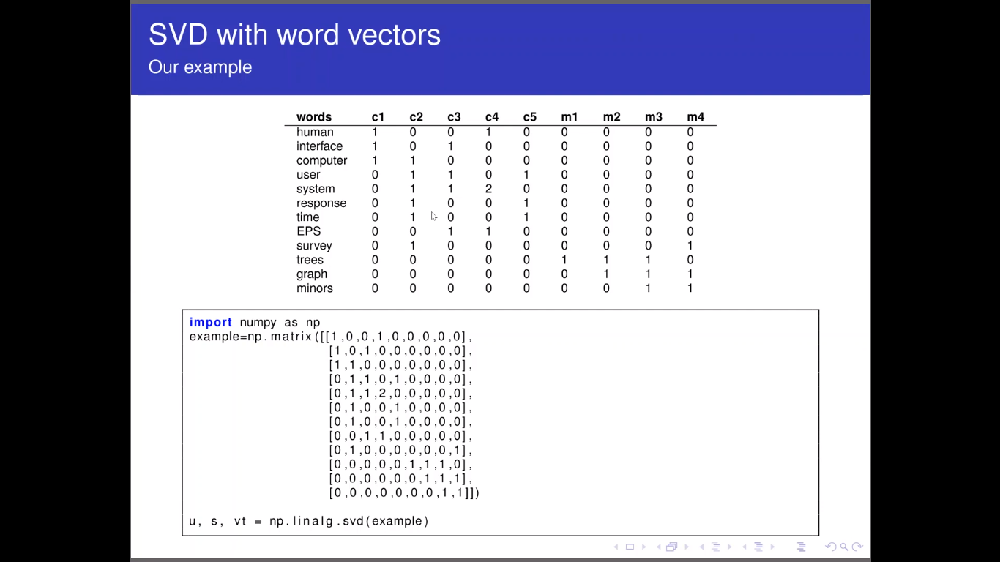 SVD with word vectors
Our example
words c1 c2 c3 c4 c5 m1 m2 m3 m4
human 1 0 0 1 0 0 0 0 0
interface 1 0 1 0 0 0 0 0 0
computer 1 1 0 0 0 0 0 0 0
user 0 1 1 0 1 0 0 0 0
system 0 1 1 2 0 0 0 0 0
response 0 1 0 0 1 0 0 0 0
time 0 1 0 0 1 0 0 0 0
EPS 0 0 1 1 0 0 0 0 0
survey 0 1 0 0 0 0 0 0 1
trees 0 0 0 0 0 1 1 1 0
graph 0 0 0 0 0 0 1 1 1
minors 0 0 0 0 0 0 0 1 1
import numpy as np
example=np.matrix([[1,0,0,1,0,0,0,0,0],
[1,0,1,0,0,0,0,0,0],
[1,1,0,0,0,0,0,0,0],
[0,1,1,0,1,0,0,0,0],
[0,1,1,2,0,0,0,0,0],
[0,1,0,0,1,0,0,0,0],
[0,1,0,0,1,0,0,0,0],
[0,0,1,1,0,0,0,0,0],
[0,1,0,0,0,0,0,0,1],
[0,0,0,0,0,1,1,1,0],
[0,0,0,0,0,0,1,1,1],
[0,0,0,0,0,0,0,1,1]])
u, s, vt = np.linalg.svd(example)